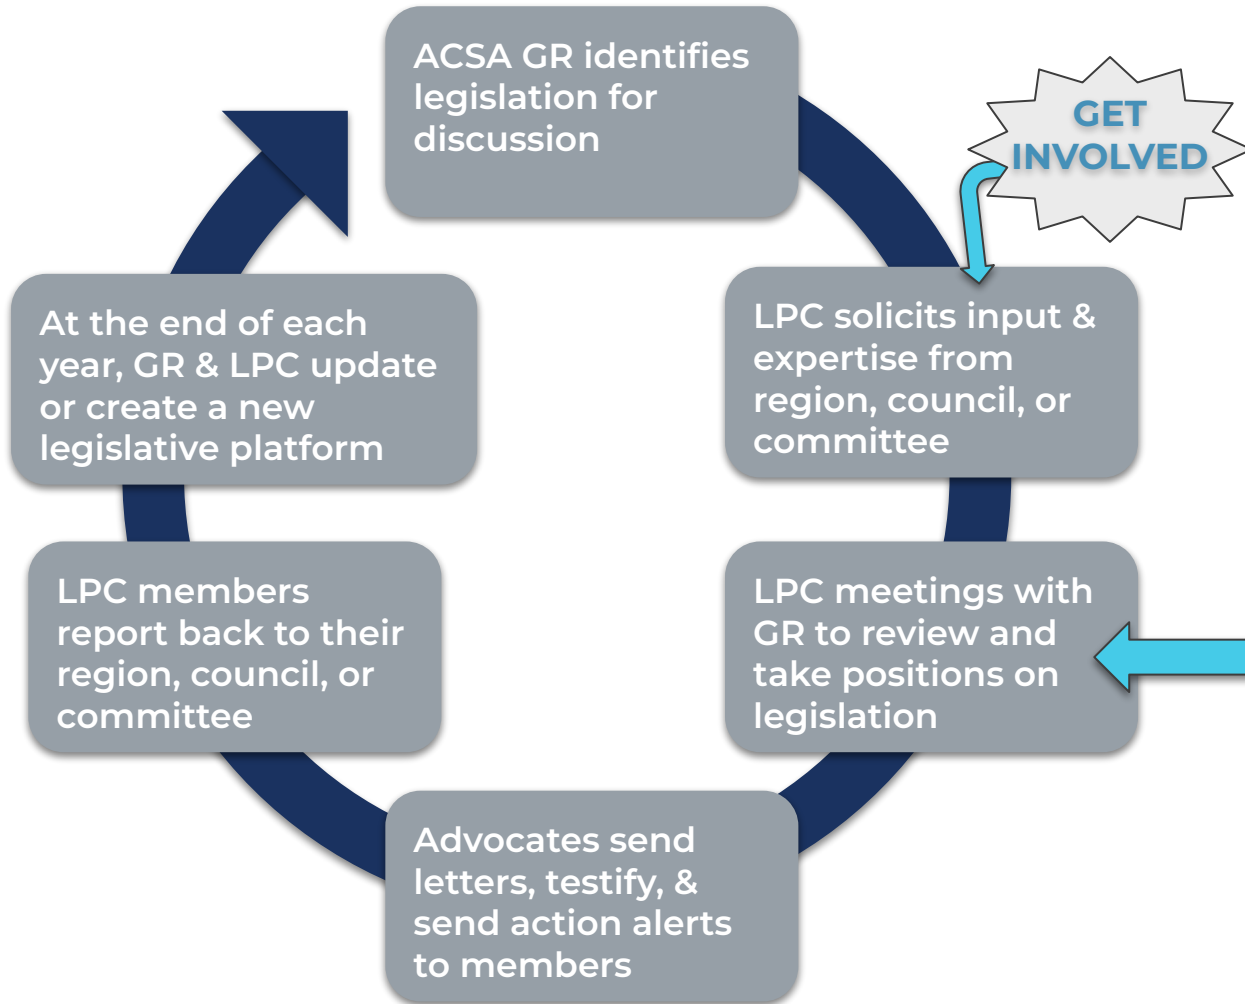 ACSA GR identifies
legislation for
discussion
GET
INVOLVED
LPC solicits input &
expertise from
region, council, or
committee
LPC meetings with
GR to review and
take positions on
legislation
Advocates send
letters, testify, &
send action alerts
to members
LPC members
report back to their
region, council, or
committee
At the end of each
year, GR & LPC update
or create a new
legislative platform